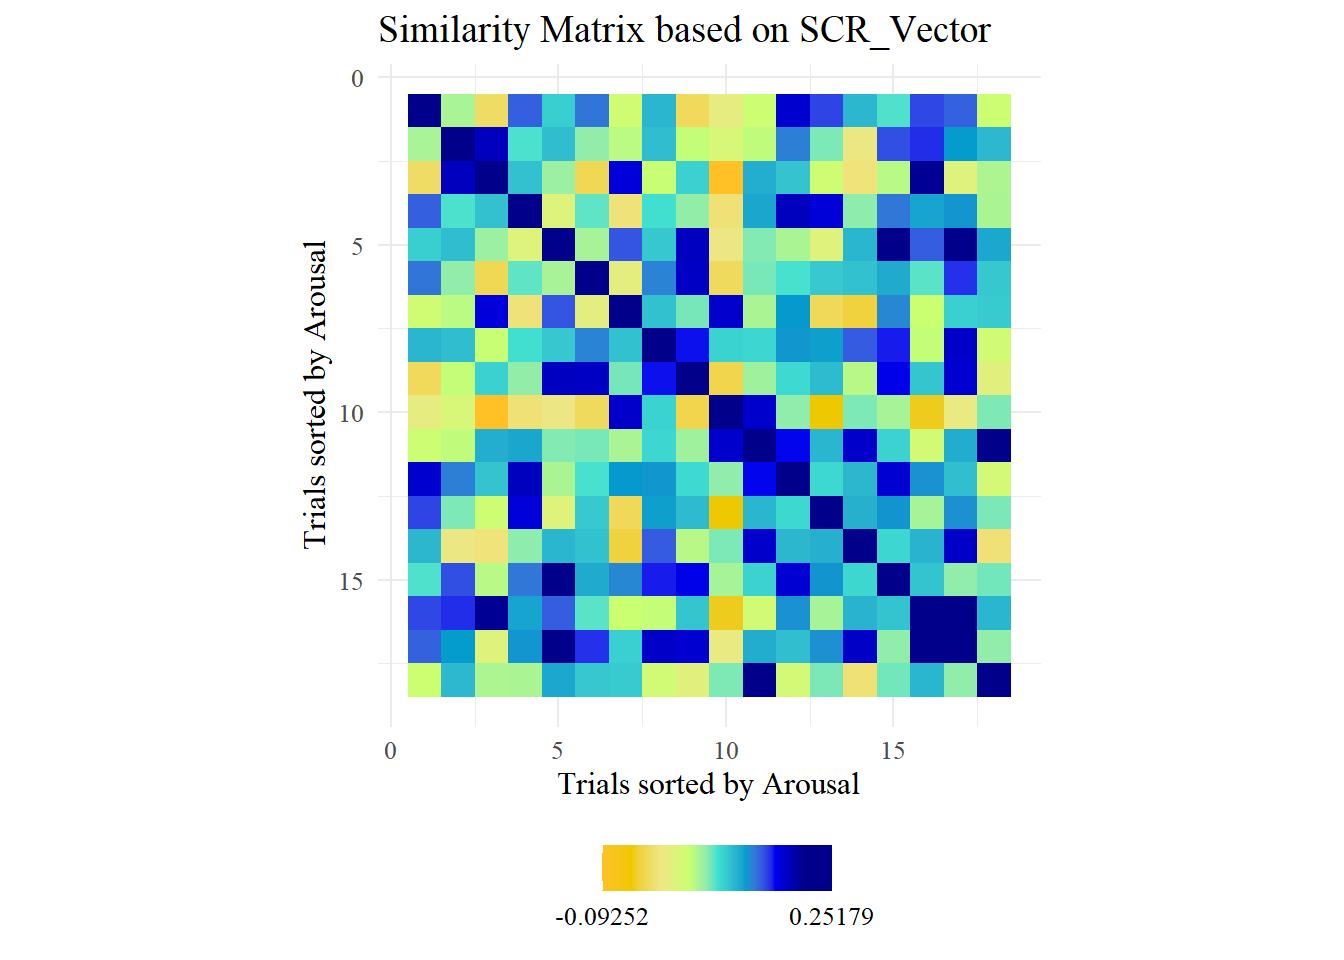 Similarity Matrix based on SCR_Vector
0
5
10
15
Trials sorted by Arousal
0 5 10 15
Trials sorted by Arousal
-0.09252 0.25179